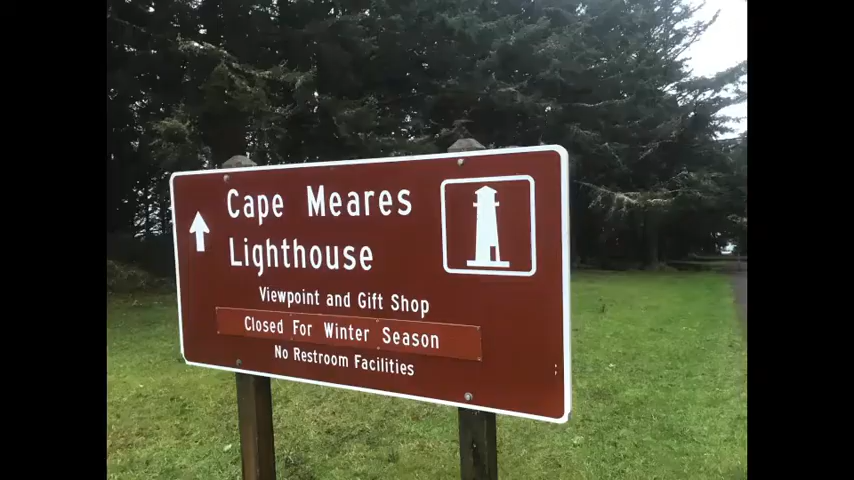 Cape Meares
Lighthouse
Viewpoint and Gift Shop
Closed For Winter Season
No Restroom Facilities